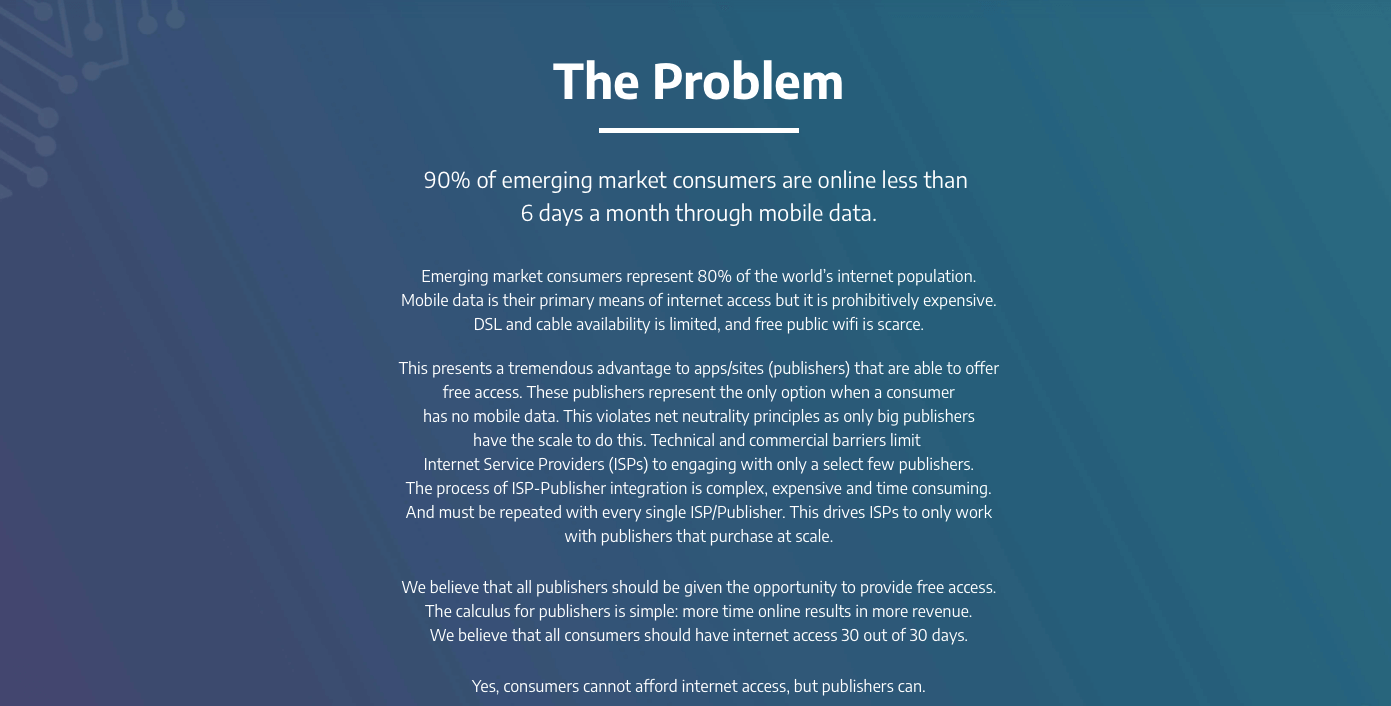 The Problem
90% of emerging market consumers are online less than
6 days a month through mobile data.
Emerging market consumers represent 80% of the world's internet population.
Mobile data is their primary means of internet access but it is prohibitively expensive.
DSL and cable availability is limited, and free public wifi is scarce.
This presents a tremendous advantage to apps/sites (publishers) that are able to offer
free access. These publishers represent the only option when a consumer
has no mobile data. This violates net neutrality principles as only big publishers
have the scale to do this. Technical and commercial barriers limit
Internet Service Providers (ISPs) to engaging with only a select few publishers.
The process of ISP-Publisher integration is complex, expensive and time consuming.
And must be repeated with every single ISP/Publisher. This drives ISPs to only work
with publishers that purchase at scale.
We believe that all publishers should be given the opportunity to provide free access.
The calculus for publishers is simple: more time online results in more revenue.
We believe that all consumers should have internet access 30 out of 30 days.
Yes, consumers cannot afford internet access, but publishers can.